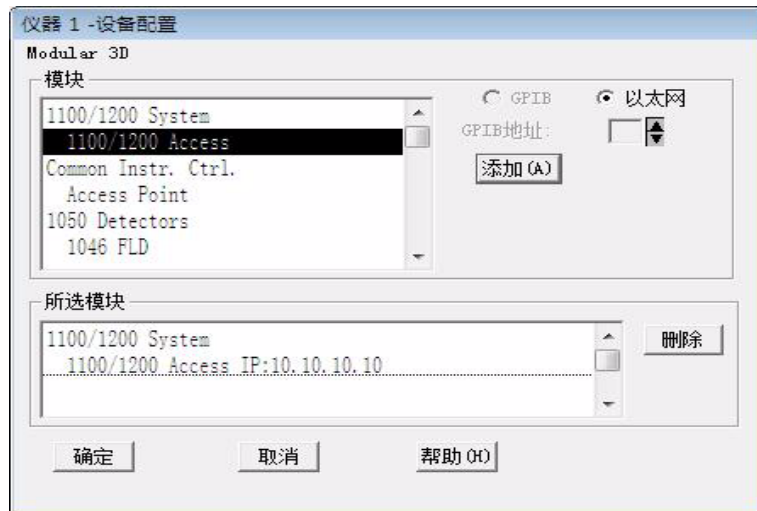 仪器 1 -设备配置
Modular 3D
模块
1100/1200 System
1100/1200 Access
Common Instr. Ctrl.
Access Point
1050 Detectors
1046 FLD
GPIB 以太网
GPIB地址:
添加(A)
所选模块
1100/1200 System
1100/1200 Access IP:10.10.10.10
删除
确定 取消 帮助(H)